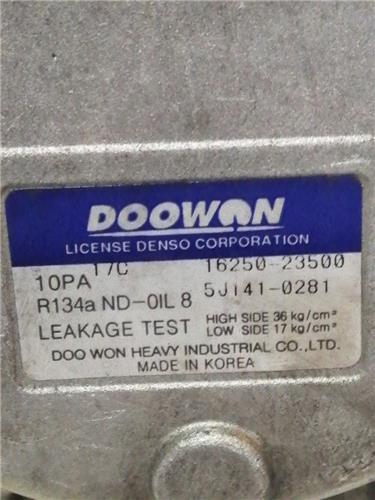 DOOWON
LICENSE DENSO CORPORATION
10PA 17C 16250-23500
R134a ND-OIL 8 5J141-0281
LEAKAGE TEST HIGH SIDE 36 kg/cm²
LOW SIDE 17 kg/cm²
DOO WON HEAVY INDUSTRIAL CO.,LTD.
MADE IN KOREA